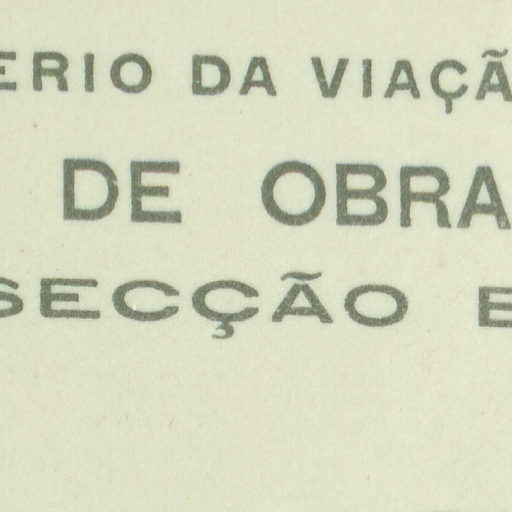 ERIO DA VIAÇÃ
DE OBRA
SECÇÃO E